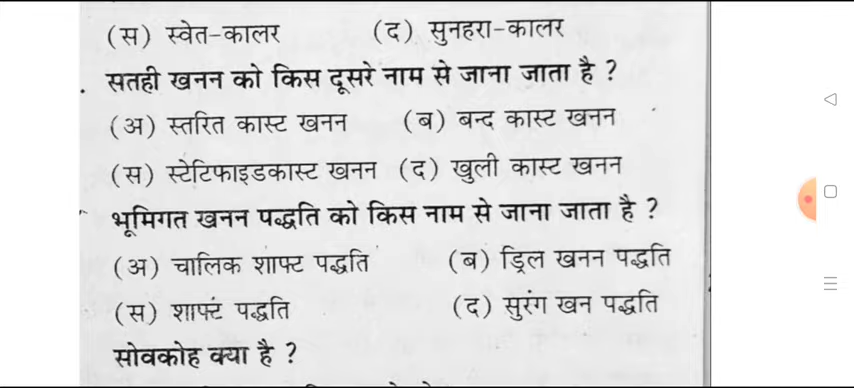 (स) स्वेत-कालर (द) सुनहरा-कालर
सतही खनन को किस दूसरे नाम से जाना जाता है ?
(अ) स्तरित कास्ट खनन (ब) बन्द कास्ट खनन
(स) स्टेटिफाइडकास्ट खनन (द) खुली कास्ट खनन
भूमिगत खनन पद्धति को किस नाम से जाना जाता है ?
(अ) चालिक शाफ्ट पद्धति (ब) ड्रिल खनन पद्धति
(स) शाफ्ट पद्धति (द) सुरंग खन पद्धति
सोवकोह क्या है ?